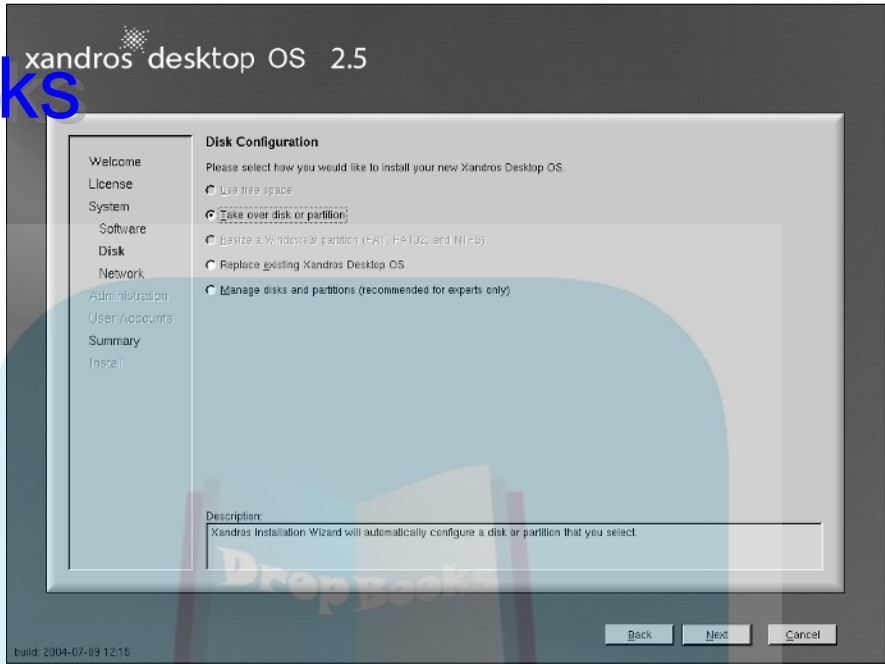 xandros desktop OS 2.5
ks
Disk Configuration
Please select how you would like to install your new Xandros Desktop OS.
Use free space
Take over disk or partition
Resize a Windows® partition (FAT, FAT32, and NTFS)
Replace existing Xandros Desktop OS
Manage disks and partitions (recommended for experts only)
Welcome
License
System
Software
Disk
Network
Administration
User Accounts
Summary
Install
Description:
Xandros Installation Wizard will automatically configure a disk or partition that you select.
DropBooks
Back
Next
Cancel
build: 2004-07-09 12:15